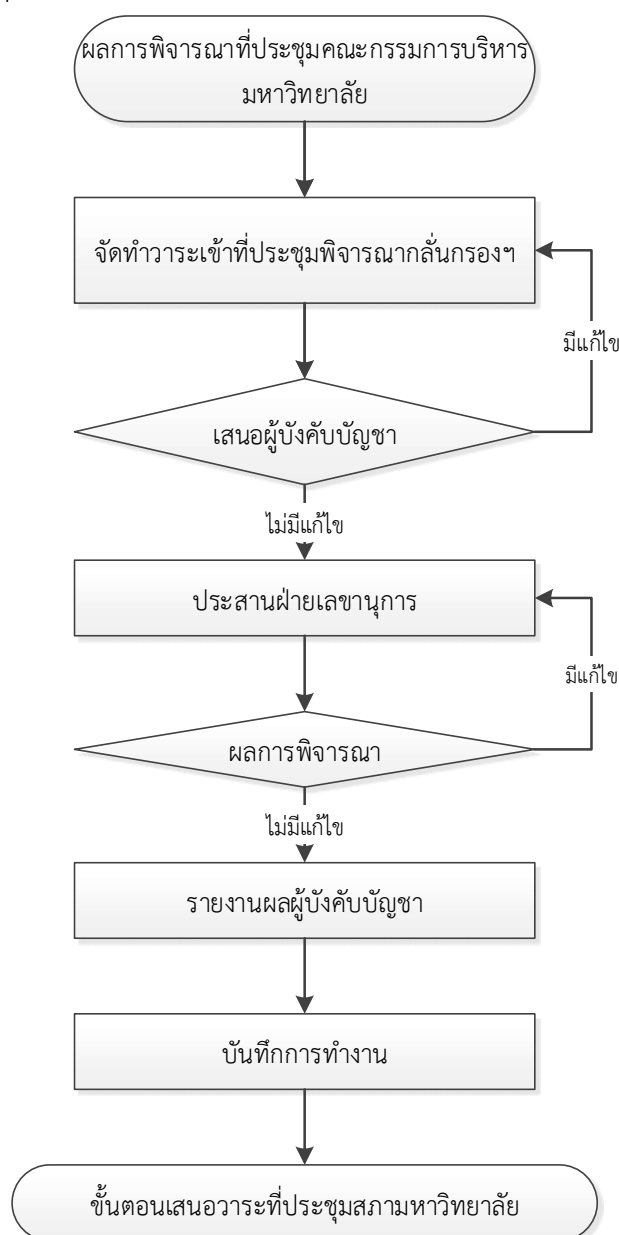 ผลการพิจารณาที่ประชุมคณะกรรมการบริหาร
มหาวิทยาลัย
จัดทำวาระเข้าที่ประชุมพิจารณากลั่นกรองฯ
มีแก้ไข
เสนอผู้บังคับบัญชา
ไม่มีแก้ไข
ประสานฝ่ายเลขานุการ
มีแก้ไข
ผลการพิจารณา
ไม่มีแก้ไข
รายงานผลผู้บังคับบัญชา
บันทึกการทำงาน
ขั้นตอนเสนอวาระที่ประชุมสภามหาวิทยาลัย